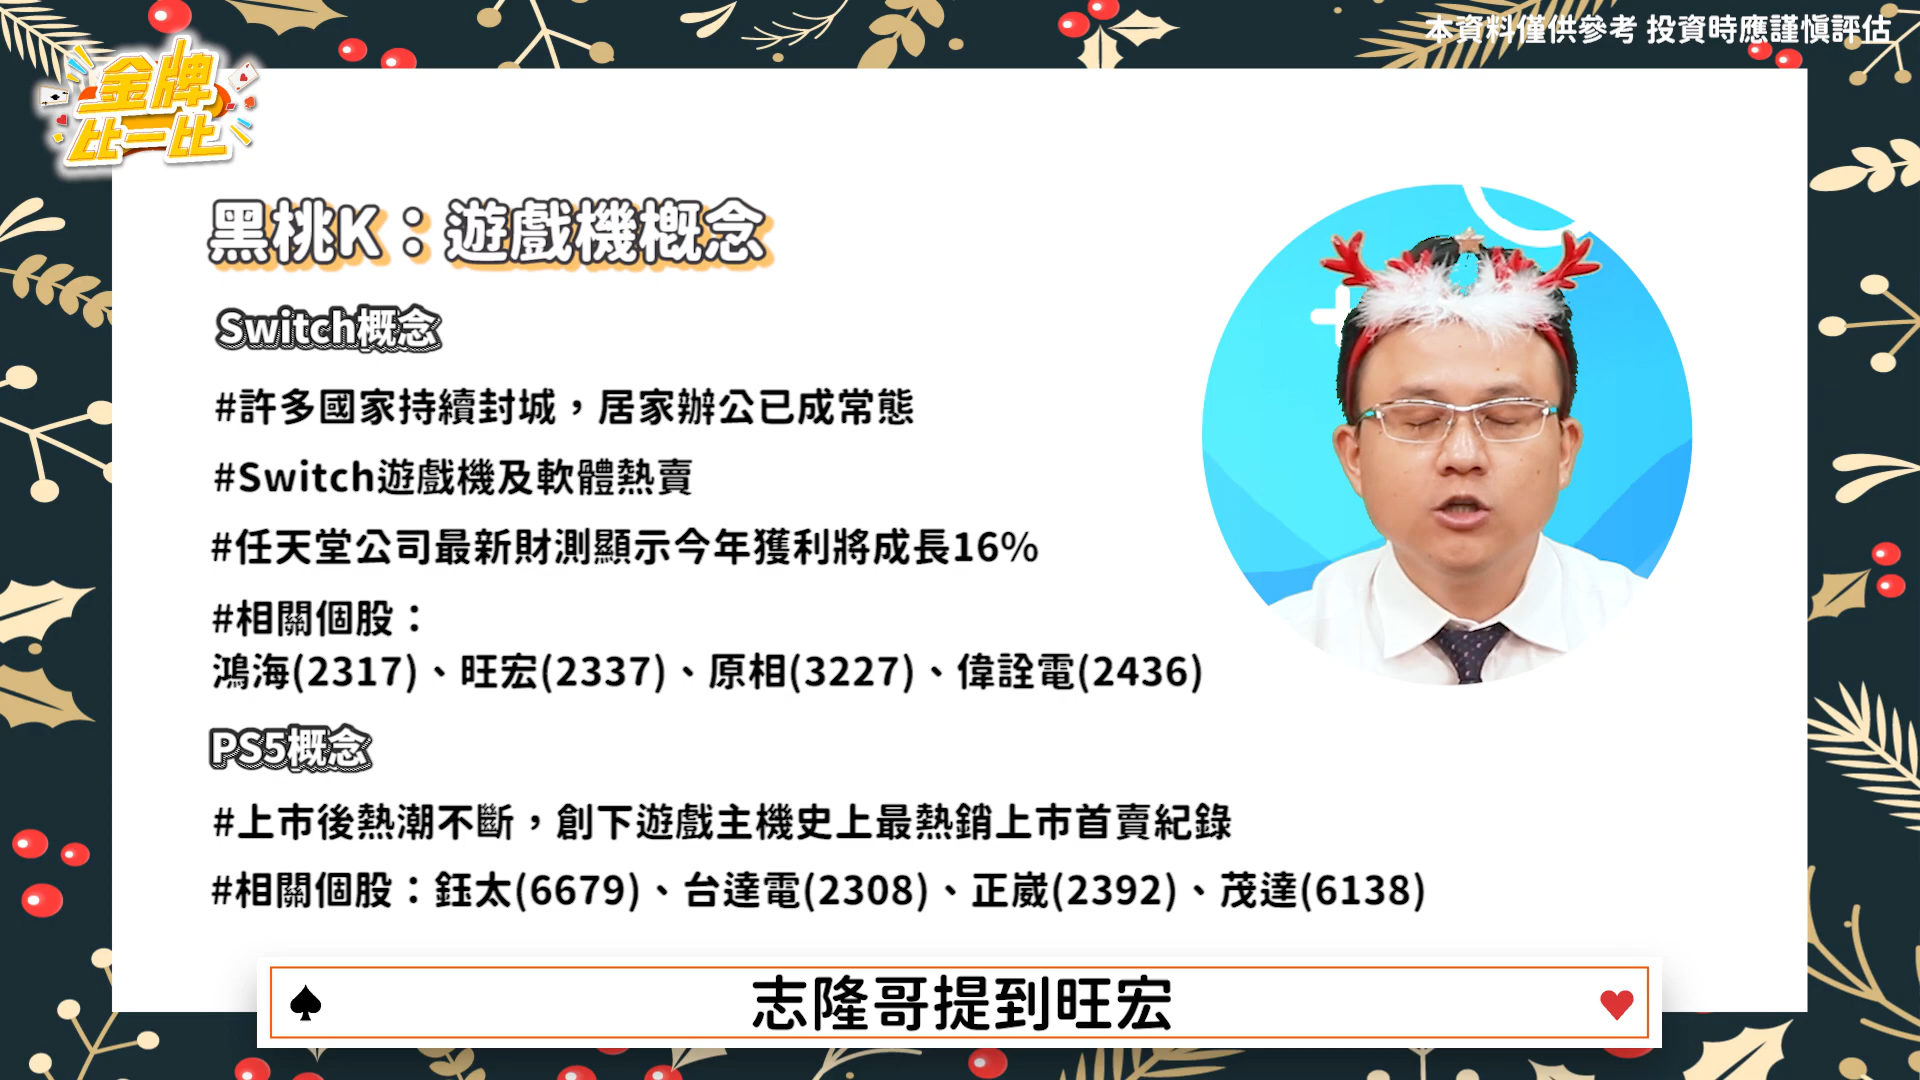 本資料僅供參考 投資時應謹慎評估
金牌
比一比
黑桃K：遊戲機概念
Switch概念
#許多國家持續封城，居家辦公已成常態
#Switch遊戲機及軟體熱賣
#任天堂公司最新財測顯示今年獲利將成長16%
#相關個股：
鴻海(2317)、旺宏(2337)、原相(3227)、偉詮電(2436)
PS5概念
#上市後熱潮不斷，創下遊戲主機史上最熱銷上市首賣紀錄
#相關個股：鈺太(6679)、台達電(2308)、正崴(2392)、茂達(6138)
志隆哥提到旺宏